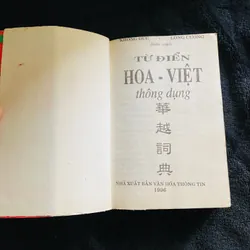 TỪ ĐIỂN
HOA - VIỆT
thông dụng
華
越
詞
典
NHÀ XUẤT BẢN VĂN HÓA THÔNG TIN